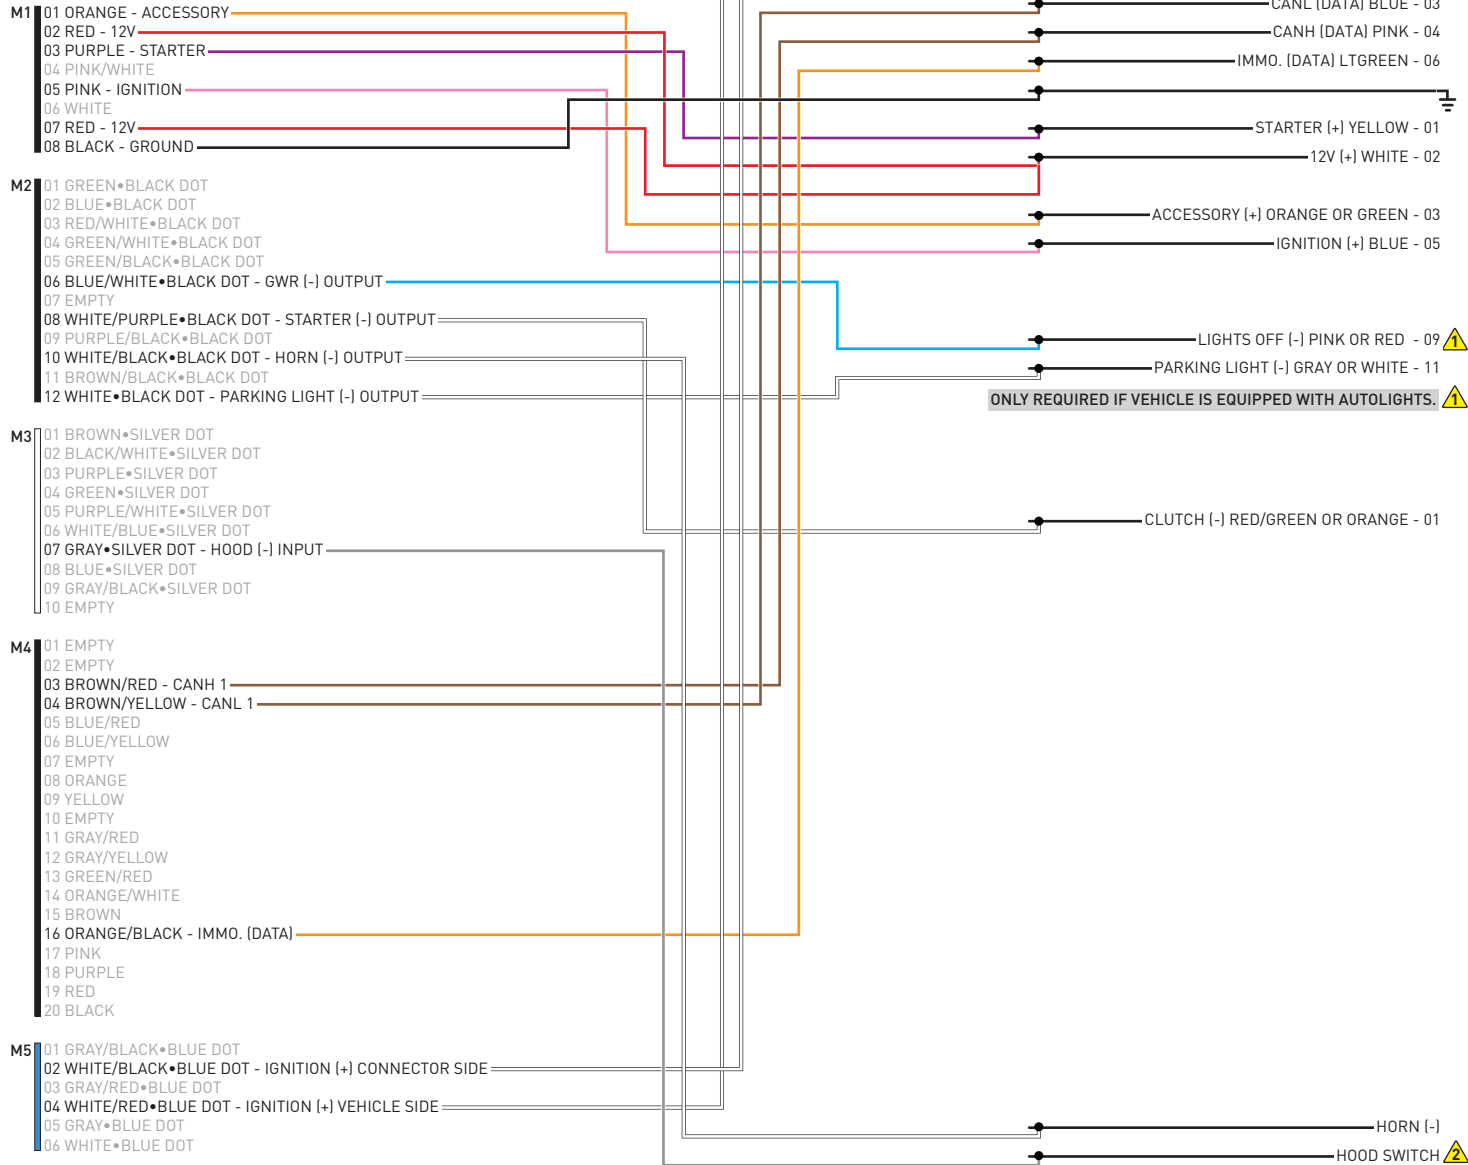 M1
01 ORANGE - ACCESSORY
02 RED - 12V
03 PURPLE - STARTER
04 PINK/WHITE
05 PINK - IGNITION
06 WHITE
07 RED - 12V
08 BLACK - GROUND
M2
01 GREEN•BLACK DOT
02 BLUE•BLACK DOT
03 RED/WHITE•BLACK DOT
04 GREEN/WHITE•BLACK DOT
05 GREEN/BLACK•BLACK DOT
06 BLUE/WHITE•BLACK DOT - GWR (-) OUTPUT
07 EMPTY
08 WHITE/PURPLE•BLACK DOT - STARTER (-) OUTPUT
09 PURPLE/BLACK•BLACK DOT
10 WHITE/BLACK•BLACK DOT - HORN (-) OUTPUT
11 BROWN/BLACK•BLACK DOT
12 WHITE•BLACK DOT - PARKING LIGHT (-) OUTPUT
M3
01 BROWN•SILVER DOT
02 BLACK/WHITE•SILVER DOT
03 PURPLE•SILVER DOT
04 GREEN•SILVER DOT
05 PURPLE/WHITE•SILVER DOT
06 WHITE/BLUE•SILVER DOT
07 GRAY•SILVER DOT - HOOD (-) INPUT
08 BLUE•SILVER DOT
09 GRAY/BLACK•SILVER DOT
10 EMPTY
M4
01 EMPTY
02 EMPTY
03 BROWN/RED - CANH 1
04 BROWN/YELLOW - CANL 1
05 BLUE/RED
06 BLUE/YELLOW
07 EMPTY
08 ORANGE
09 YELLOW
10 EMPTY
11 GRAY/RED
12 GRAY/YELLOW
13 GREEN/RED
14 ORANGE/WHITE
15 BROWN
16 ORANGE/BLACK - IMMO. (DATA)
17 PINK
18 PURPLE
19 RED
20 BLACK
M5
01 GRAY/BLACK•BLUE DOT
02 WHITE/BLACK•BLUE DOT - IGNITION (+) CONNECTOR SIDE
03 GRAY/RED•BLUE DOT
04 WHITE/RED•BLUE DOT - IGNITION (+) VEHICLE SIDE
05 GRAY•BLUE DOT
06 WHITE•BLUE DOT
CANL (DATA) BLUE - 03
CANH (DATA) PINK - 04
IMMO. (DATA) LTGREEN - 06
STARTER (+) YELLOW - 01
12V (+) WHITE - 02
ACCESSORY (+) ORANGE OR GREEN - 03
IGNITION (+) BLUE - 05
LIGHTS OFF (-) PINK OR RED - 09 1
PARKING LIGHT (-) GRAY OR WHITE - 11
ONLY REQUIRED IF VEHICLE IS EQUIPPED WITH AUTOLIGHTS. 1
CLUTCH (-) RED/GREEN OR ORANGE - 01
HORN (-)
HOOD SWITCH 2